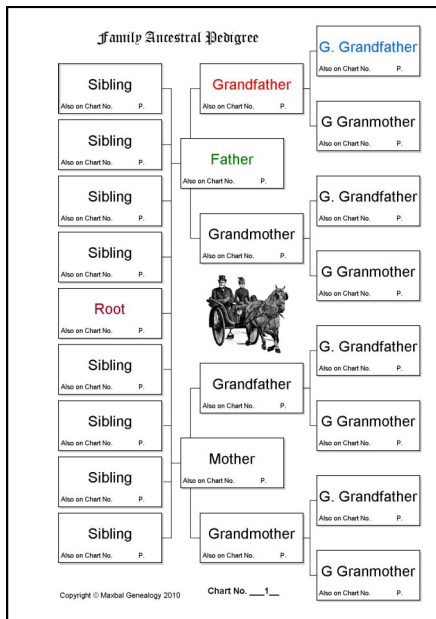 Family Ancestral Pedigree
Sibling
Also on Chart No. P.
Sibling
Also on Chart No. P.
Sibling
Also on Chart No. P.
Sibling
Also on Chart No. P.
Root
Also on Chart No. P.
Sibling
Also on Chart No. P.
Sibling
Also on Chart No. P.
Sibling
Also on Chart No. P.
Sibling
Also on Chart No. P.
Grandfather
Also on Chart No. P.
Father
Also on Chart No. P.
Grandmother
Also on Chart No. P.
Grandfather
Also on Chart No. P.
Mother
Also on Chart No. P.
Grandmother
Also on Chart No. P.
G. Grandfather
Also on Chart No. P.
G Granmother
Also on Chart No. P.
G. Grandfather
Also on Chart No. P.
G Granmother
Also on Chart No. P.
G. Grandfather
Also on Chart No. P.
G Granmother
Also on Chart No. P.
G. Grandfather
Also on Chart No. P.
G Granmother
Also on Chart No. P.
Copyright © Maxbal Genealogy 2010
Chart No. ___1__